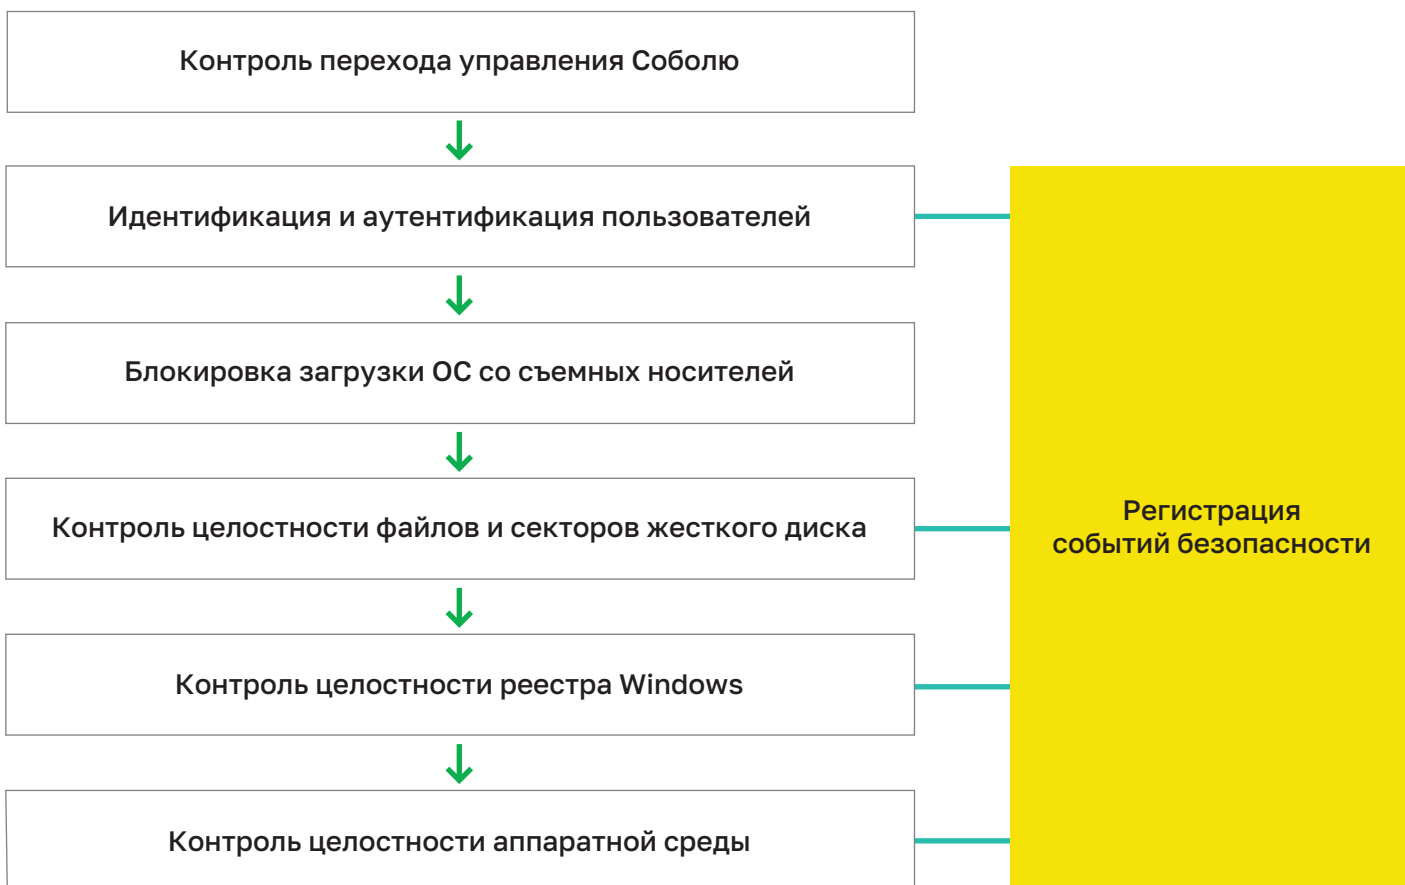 Контроль перехода управления Соболю
Идентификация и аутентификация пользователей
Блокировка загрузки ОС со съемных носителей
Контроль целостности файлов и секторов жесткого диска
Регистрация
событий безопасности
Контроль целостности реестра Windows
Контроль целостности аппаратной среды